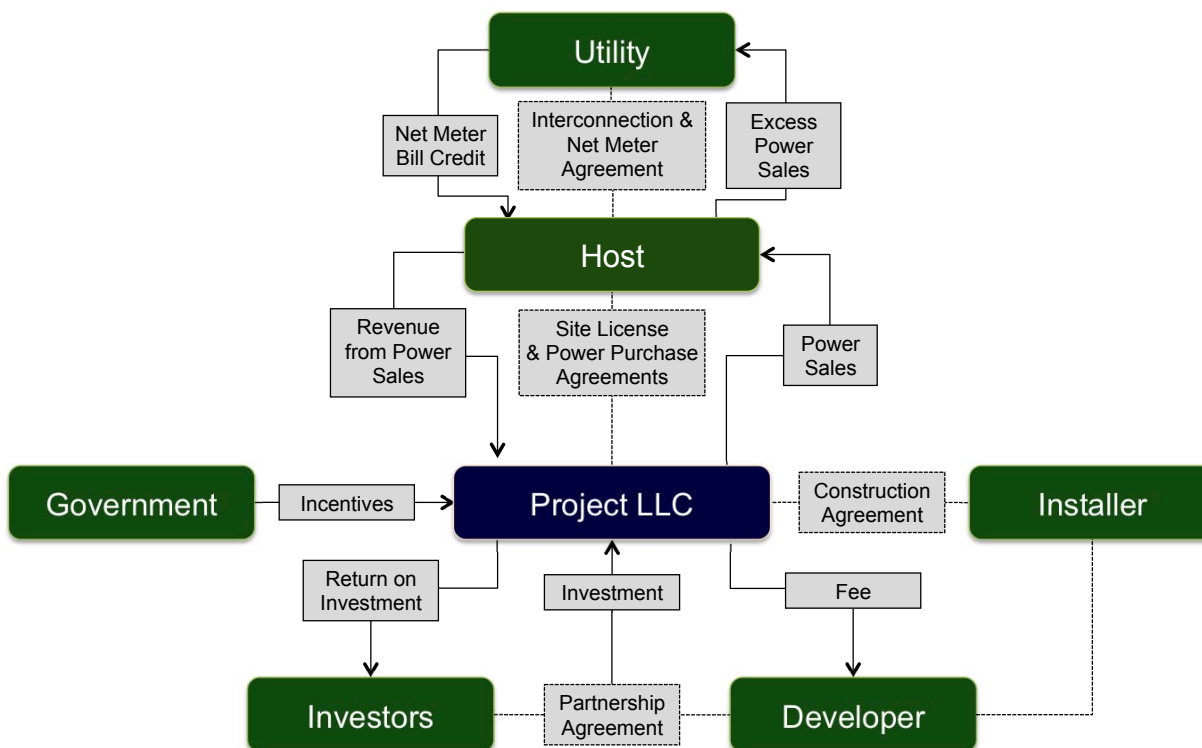 Utility
Net Meter
Bill Credit
Interconnection &
Net Meter
Agreement
Excess
Power
Sales
Host
Revenue
from Power
Sales
Site License
& Power Purchase
Agreements
Power
Sales
Government
Incentives
Project LLC
Construction
Agreement
Installer
Return on
Investment
Investment
Fee
Investors
Partnership
Agreement
Developer